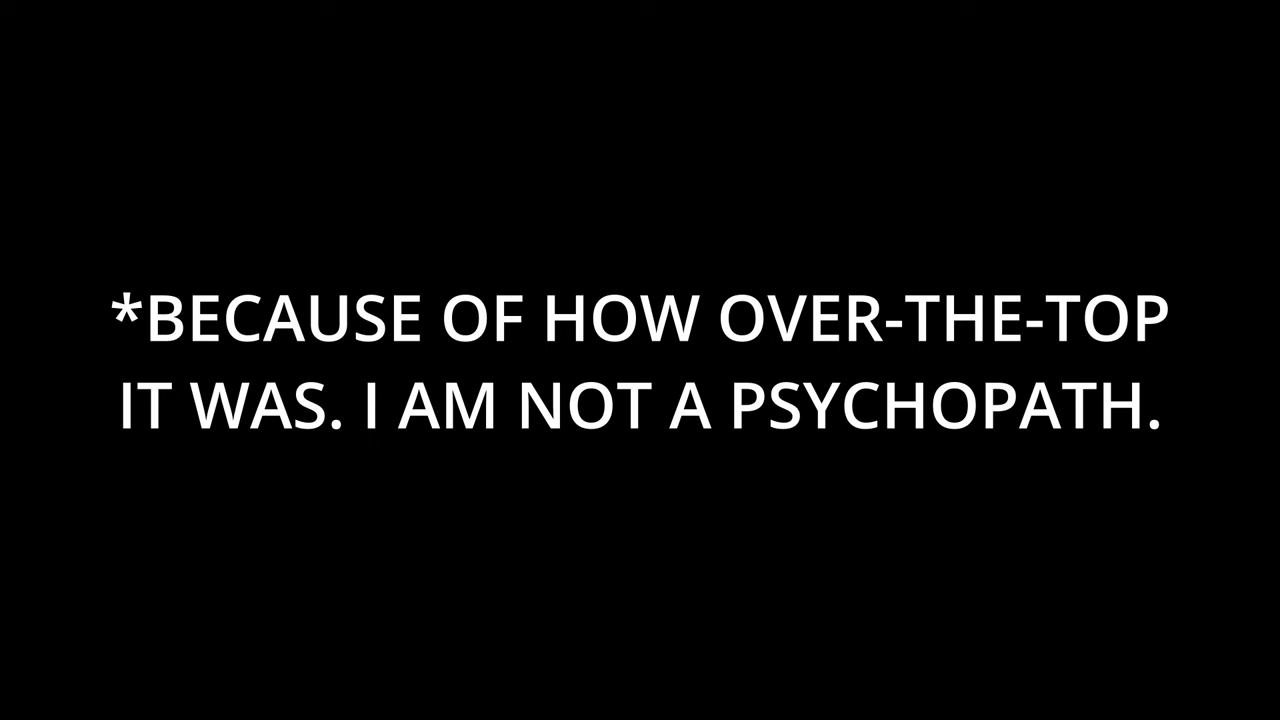 *BECAUSE OF HOW OVER-THE-TOP
IT WAS. I AM NOT A PSYCHOPATH.